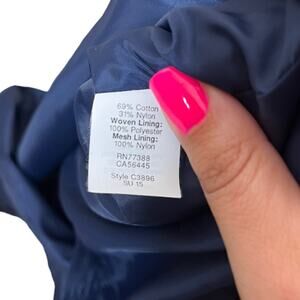 69% Cotton
31% Nylon
Woven Lining:
100% Polyester
Mesh Lining:
100% Nylon
RN77388
CA56445
Style C3896
SU 15